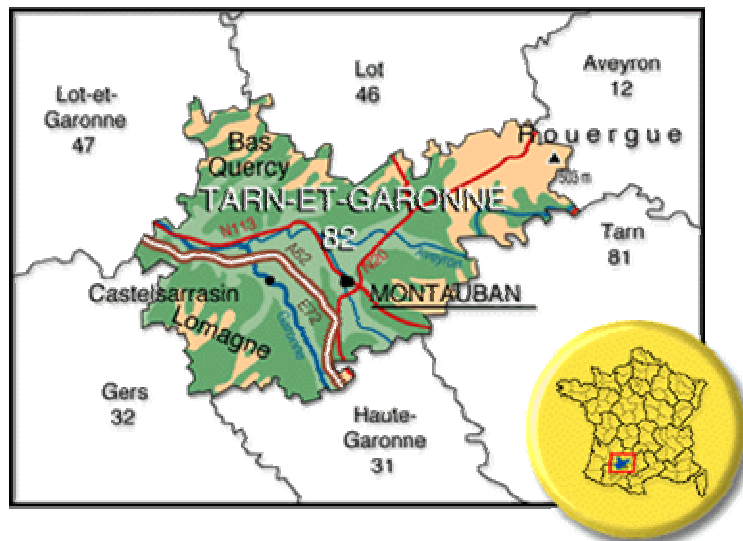 Lot
46
Aveyron
12
Lot-et-
Garonne
47
Rouergue
Bas
Quercy
503 m
TARN-ET-GARONNE
82
N113
A62
N20
Aveyron
Tarn
81
Castelsarrasin
E72
MONTAUBAN
Lomagne
Garonne
Gers
32
Haute-
Garonne
31